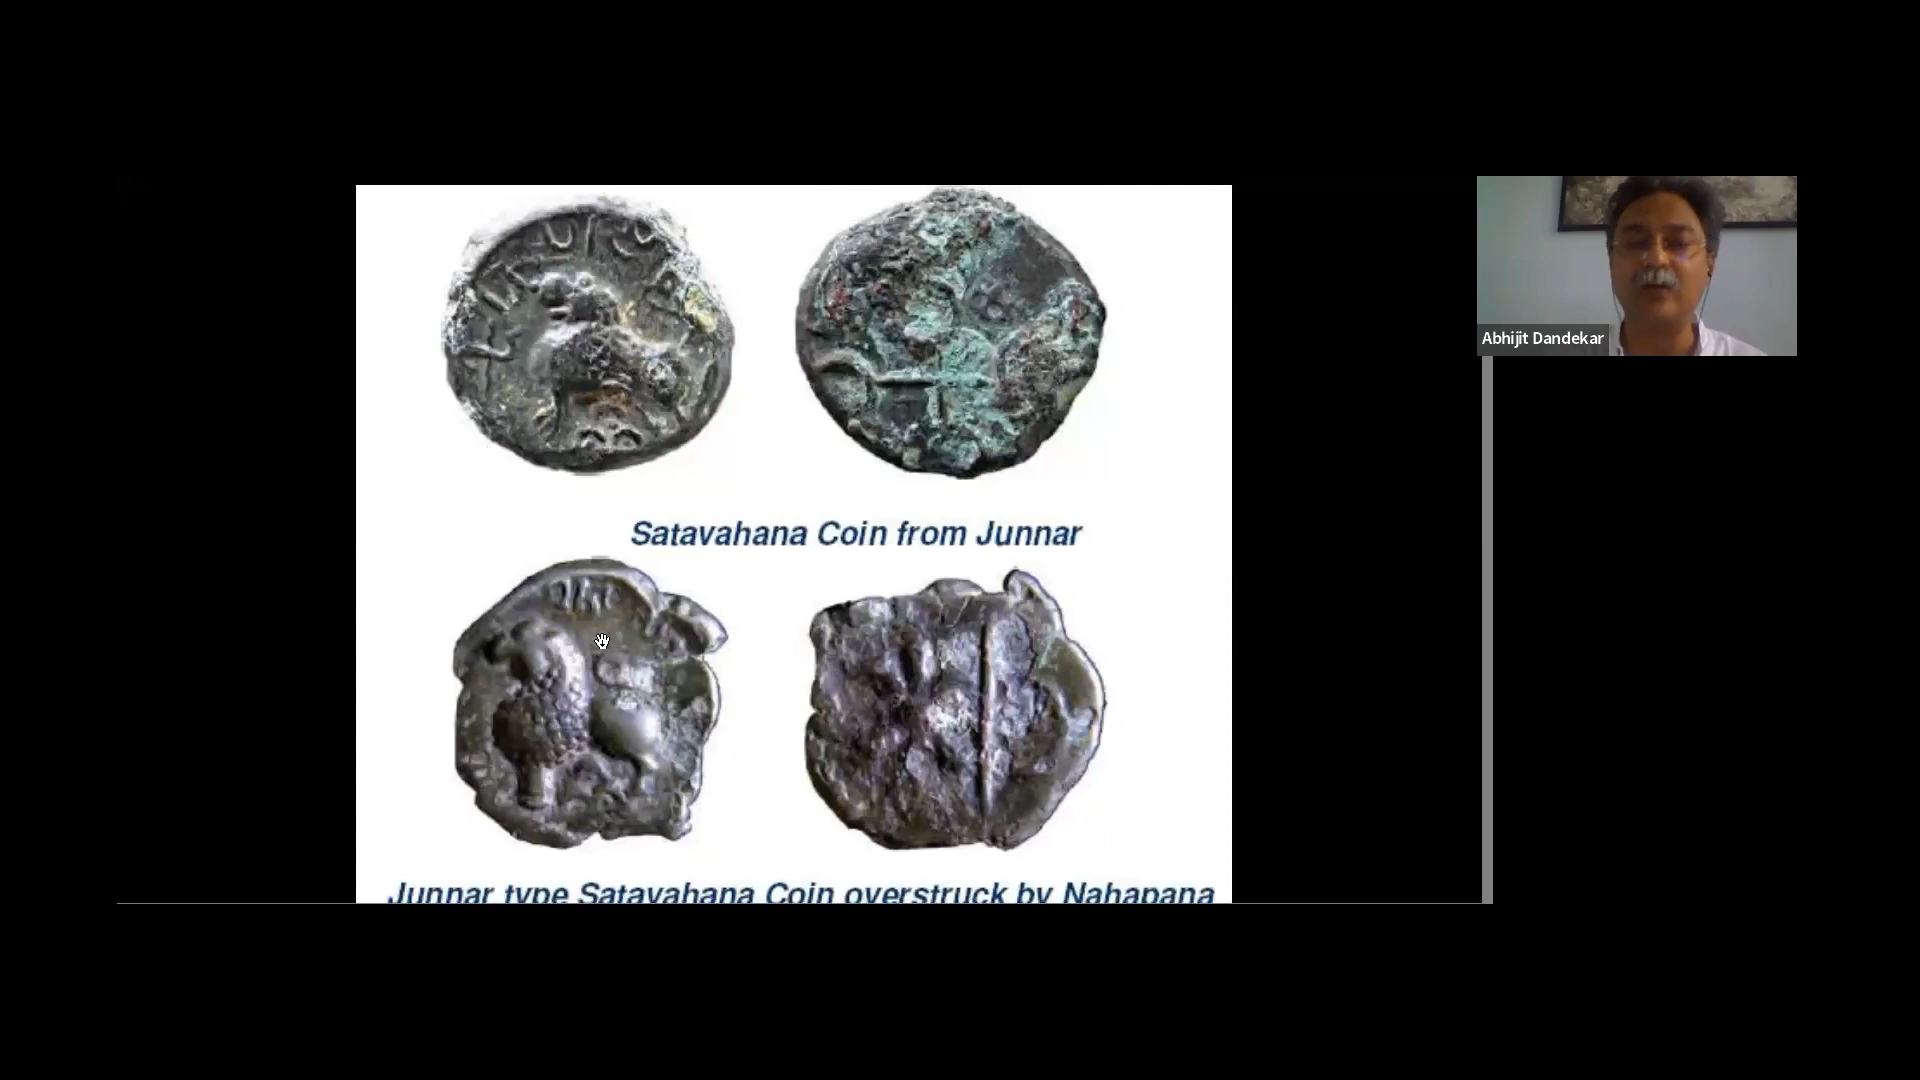 Abhijit Dandekar
Satavahana Coin from Junnar
Junnar type Satavahana Coin overstruck by Nahapana